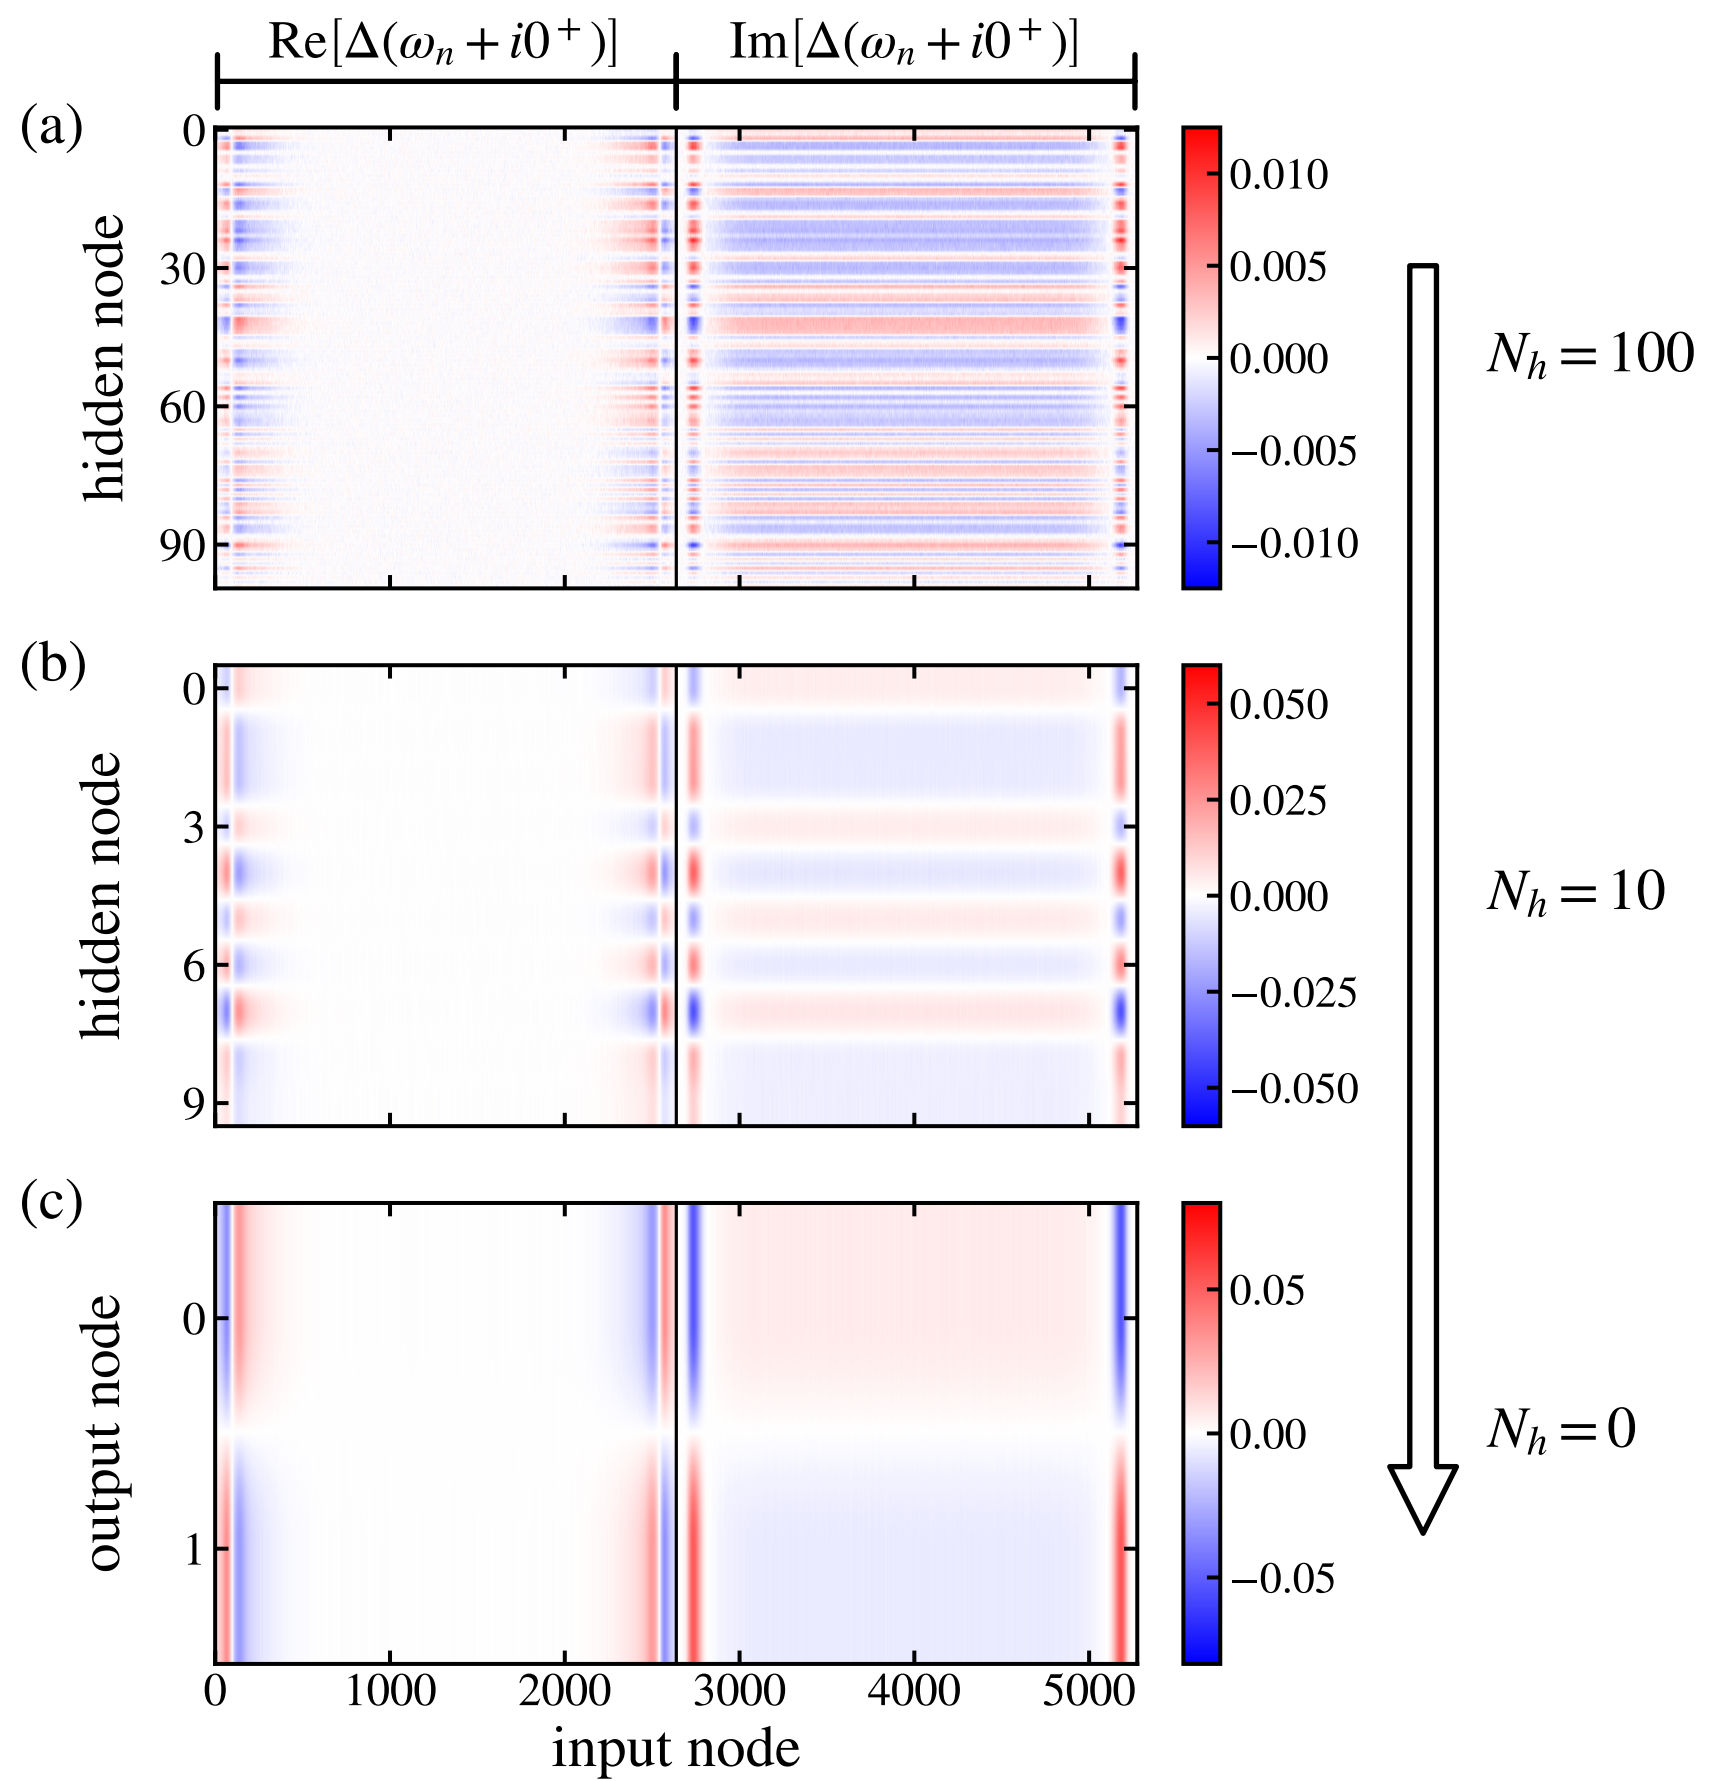 Re[Δ(ωₙ + i0⁺)] Im[Δ(ωₙ + i0⁺)]
(a)
hidden node
0
30
60
90
0.010
0.005
0.000
−0.005
−0.010
N_h = 100
(b)
hidden node
0
3
6
9
0.050
0.025
0.000
−0.025
−0.050
N_h = 10
(c)
output node
0
1
0.05
0.00
−0.05
N_h = 0
0 1000 2000 3000 4000 5000
input node